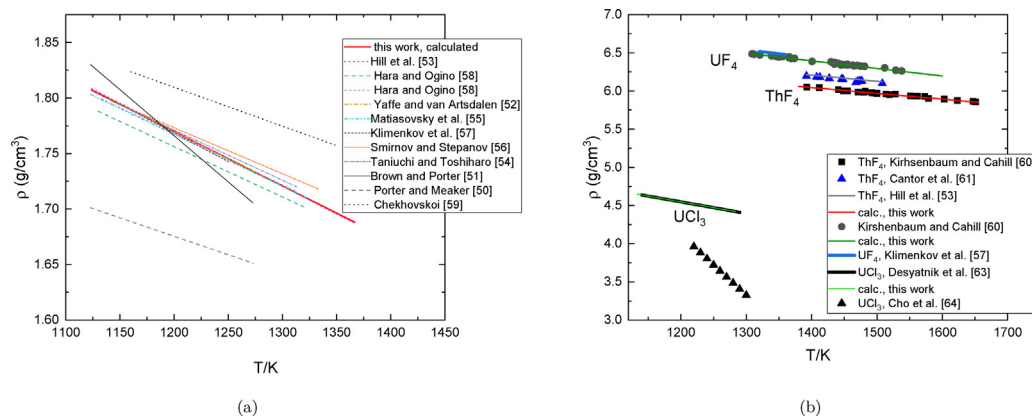 1.85
1.80
1.75
1.70
1.65
1.60
1100
1150
1200
1250
1300
1350
1400
1450
ρ (g/cm³)
T/K
this work, calculated
Hill et al. [53]
Hara and Ogino [58]
Hara and Ogino [58]
Yaffe and van Artsdalen [52]
Matiasovsky et al. [55]
Klimenkov et al. [57]
Smirnov and Stepanov [56]
Taniuchi and Toshiharo [54]
Brown and Porter [51]
Porter and Meaker [50]
Chekhovskoi [59]
(a)
7.0
6.5
6.0
5.5
5.0
4.5
4.0
3.5
3.0
1200
1300
1400
1500
1600
1700
ρ (g/cm³)
T/K
UF₄
ThF₄
UCl₃
ThF₄, Kirhsenbaum and Cahill [60
ThF₄, Cantor et al. [61]
ThF₄, Hill et al. [53]
calc., this work
Kirshenbaum and Cahill [60]
calc., this work
UF₄, Klimenkov et al. [57]
UCl₃, Desyatnik et al. [63]
calc., this work
UCl₃, Cho et al. [64]
(b)